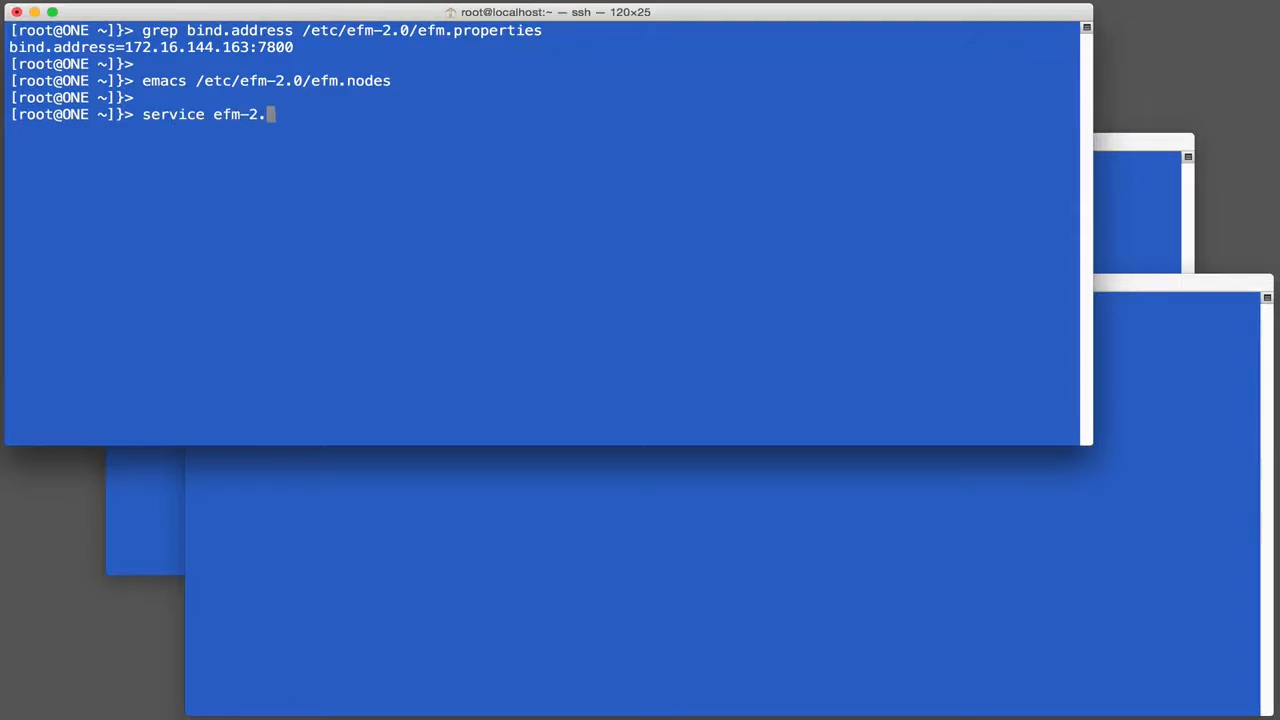 root@localhost:~ — ssh — 120×25
[root@ONE ~]}> grep bind.address /etc/efm-2.0/efm.properties
bind.address=172.16.144.163:7800
[root@ONE ~]}>
[root@ONE ~]}> emacs /etc/efm-2.0/efm.nodes
[root@ONE ~]}>
[root@ONE ~]}> service efm-2.